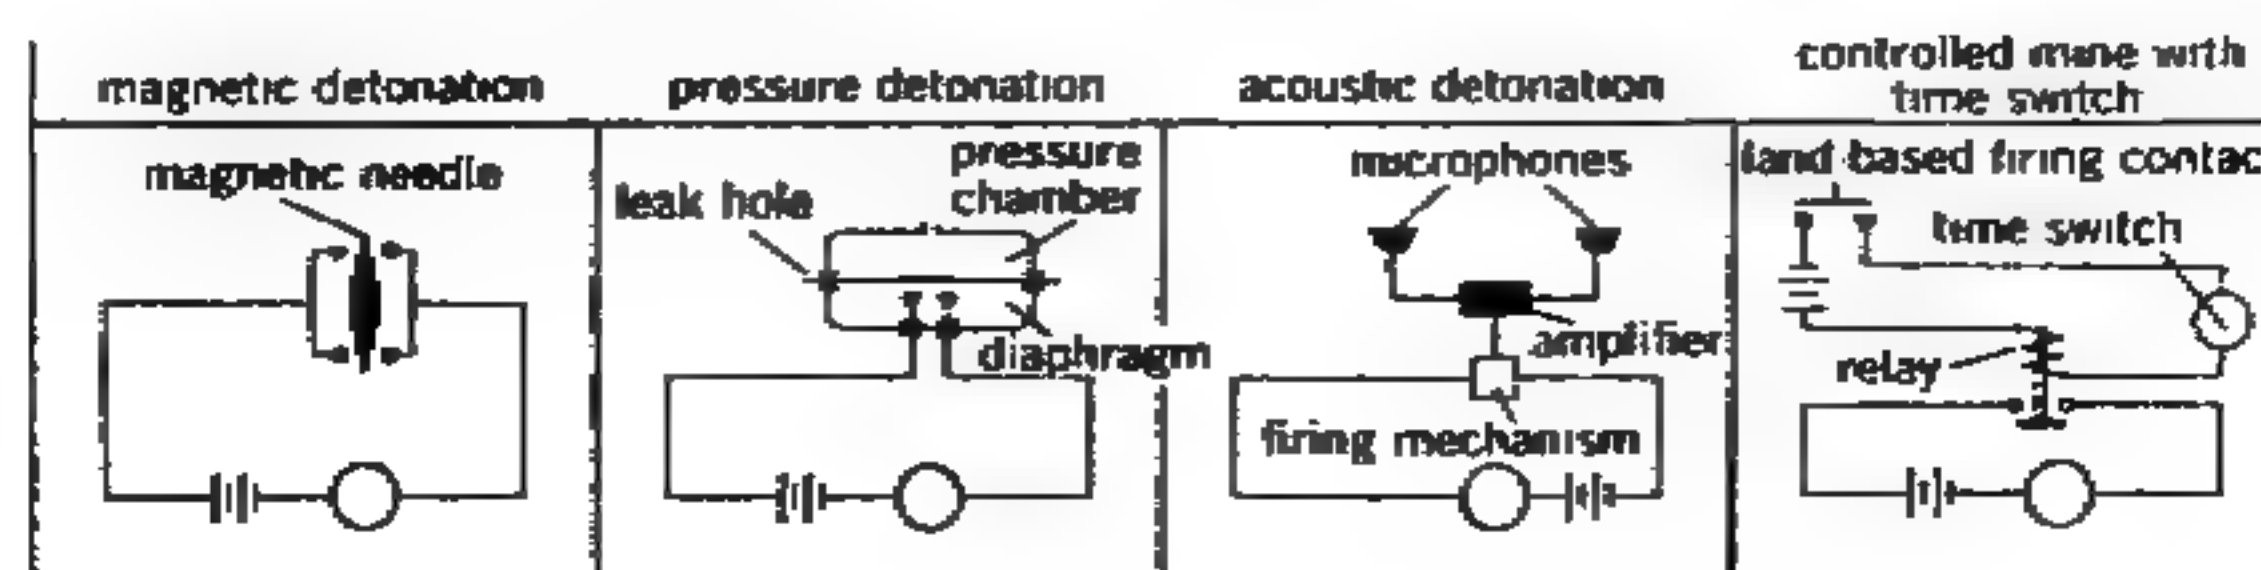 magnetic detonation
pressure detonation
acoustic detonation
controlled mine with
time switch
magnetic needle
leak hole
pressure
chamber
diaphragm
microphones
amplifier
firing mechanism
land based firing contac
time switch
relay